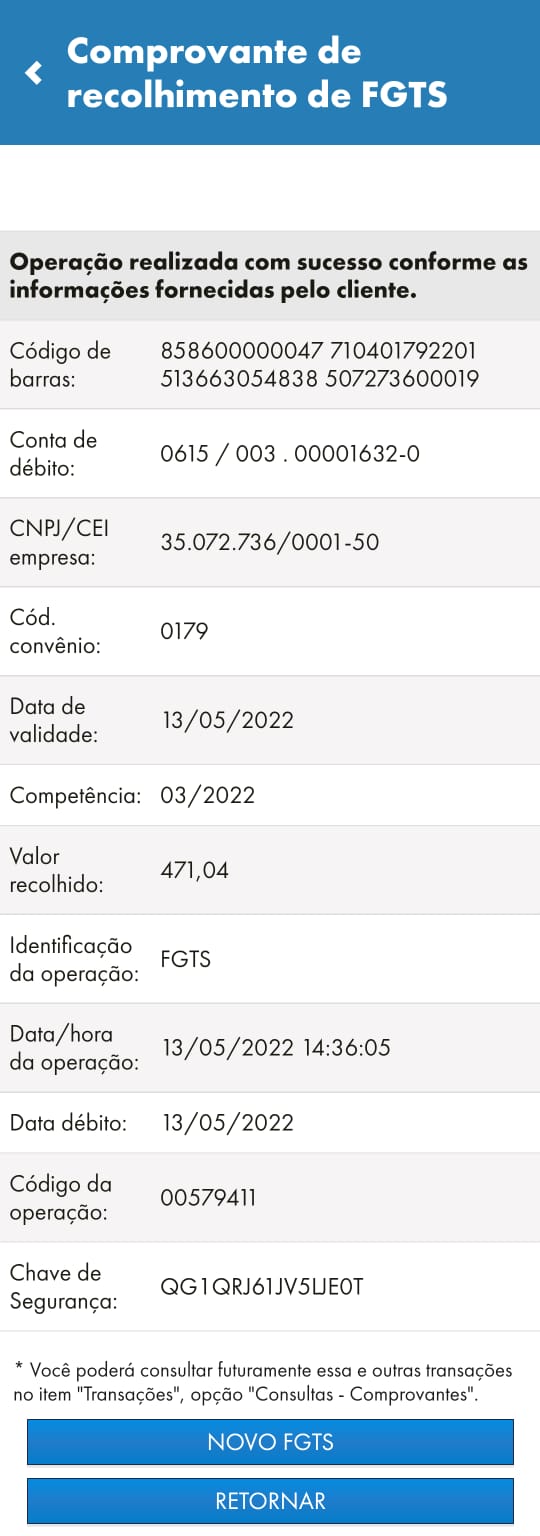 Comprovante de
recolhimento de FGTS
Operação realizada com sucesso conforme as
informações fornecidas pelo cliente.
Código de
barras:
858600000047 710401792201
513663054838 507273600019
Conta de
débito:
0615 / 003 . 00001632-0
CNPJ/CEI
empresa:
35.072.736/0001-50
Cód.
convênio:
0179
Data de
validade:
13/05/2022
Competência: 03/2022
Valor
recolhido:
471,04
Identificação
da operação:
FGTS
Data/hora
da operação:
13/05/2022 14:36:05
Data débito: 13/05/2022
Código da
operação:
00579411
Chave de
Segurança:
QG1QRJ61JV5LJE0T
* Você poderá consultar futuramente essa e outras transações
no item "Transações", opção "Consultas - Comprovantes".
NOVO FGTS
RETORNAR